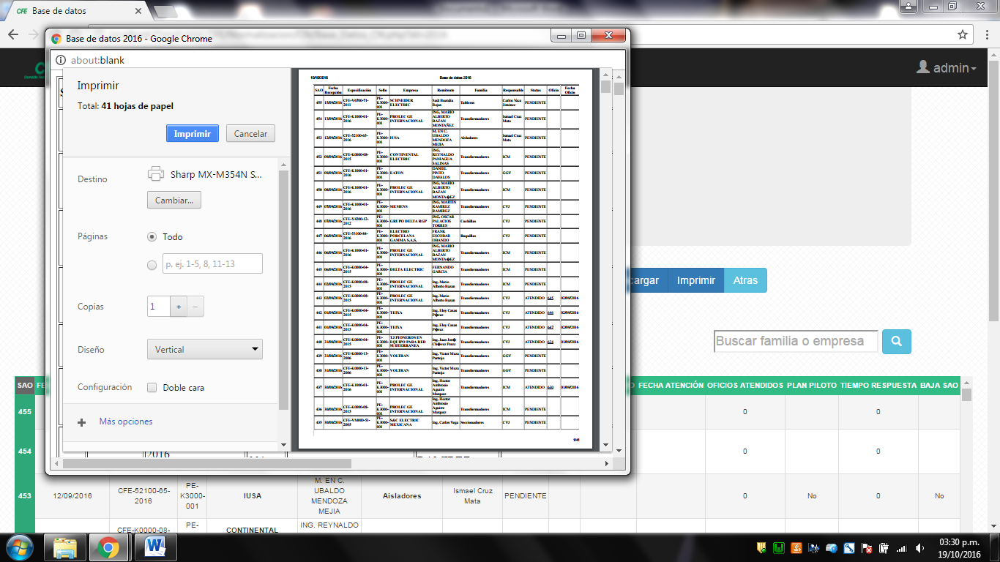 CFE Base de datos
Base de datos 2016 - Google Chrome
about:blank
admin
Imprimir
Total: 41 hojas de papel
Imprimir Cancelar
Destino
Sharp MX-M354N S...
Cambiar...
Páginas
Todo
p. ej. 1-5, 8, 11-13
Copias
1 + −
Diseño
Vertical
Configuración
Doble cara
Más opciones
19/10/2016 Base de datos 2016
SAO Fecha Recepción Especificación Sello Empresa Remitente Familia Responsable Status Oficio Fecha Oficio
455 15/09/2016 CFE-V6700-71-2011 PE-K3000-001 SCHNEIDER ELECTRIC Saúl Buendia Rojas Tableros Carlos Vaca Jiménez PENDIENTE
454 13/09/2016 CFE-K1000-01-2016 PE-K3000-001 PROLEC GE INTERNACIONAL ING. MARIO ALBERTO BAZAN MONTAÑEZ Transformadores Ismael Cruz Mata PENDIENTE
453 12/09/2016 CFE-52100-65-2016 PE-K3000-001 IUSA M. EN C. UBALDO MENDOZA MEJIA Aisladores Ismael Cruz Mata PENDIENTE
452 09/09/2016 CFE-K0000-08-2015 PE-K3000-001 CONTINENTAL ELECTRIC ING. REYNALDO PANIAGUA SALINAS Transformadores ICM PENDIENTE
451 09/09/2016 CFE-K1000-01-2016 PE-K3000-001 EATON DANIEL PINTO DAVALOS Transformadores GGV PENDIENTE
450 08/09/2016 CFE-K1000-01-2016 PE-K3000-001 PROLEC GE INTERNACIONAL ING. MARIO ALBERTO BAZAN MONTA�EZ Transformadores ICM PENDIENTE
449 07/09/2016 CFE-K1000-01-2016 PE-K3000-001 SIEMENS ING. MARTIN RAMIREZ RAMIREZ Transformadores CVJ PENDIENTE
448 07/09/2016 CFE-V4200-12-2012 PE-K3000-001 GRUPO DELTA RGP ING. OSCAR PALACIOS TORRES Cuchillas CVJ PENDIENTE
447 06/09/2016 CFE-53100-84-2016 PE-K3000-001 ELECTRO PORCELANA GAMMA S.A.S. FRANK ESCOBAR OBANDO Boquillas CVJ PENDIENTE
446 06/09/2016 CFE-K1000-01-2016 PE-K3000-001 PROLEC GE INTERNACIONAL ING. MARIO ALBERTO BAZAN MONTA�EZ Transformadores ICM PENDIENTE
445 06/09/2016 CFE-K0000-04-2015 PE-K3000-001 DELTA ELECTRIC FERNANDO GARCIA Transformadores ICM PENDIENTE
444 02/09/2016 CFE-K0000-08-2015 PE-K3000-001 PROLEC GE INTERNACIONAL Ing. Mario Alberto Bazan Transformadores ICM PENDIENTE
443 02/09/2016 CFE-K0000-08-2015 PE-K3000-001 PROLEC GE INTERNACIONAL Ing. Mario Alberto Bazan Transformadores CVJ ATENDIDO 645 02/09/2016
442 01/09/2016 CFE-K0000-04-2015 PE-K3000-001 TEIXA Ing. Eloy Casas P�rez Transformadores CVJ ATENDIDO 646 02/09/2016
441 01/09/2016 CFE-K0000-04-2015 PE-K3000-001 TEIXA Ing. Eloy Casas P�rez Transformadores CVJ ATENDIDO 647 02/09/2016
440 31/08/2016 CFE-K0000-04-2015 PE-K3000-001 TJ PIONEROS EN EQUIPO PARA RED SUBTERRANEA Ing. Juan Jos� Ch�vez Perez Transformadores CVJ ATENDIDO 634 01/09/2016
439 31/08/2016 CFE-K0000-13-2006 PE-K3000-001 VOLTRAN Ing. Victor Meza Pantoja Transformadores GGV PENDIENTE
438 31/08/2016 CFE-K0000-13-2006 PE-K3000-001 VOLTRAN Ing. Victor Meza Pantoja Transformadores GGV PENDIENTE
437 30/08/2016 CFE-K1000-01-2016 PE-K3000-001 PROLEC GE INTERNACIONAL Ing. Hector Ambrosio Aguirre Marquez Transformadores ICM ATENDIDO 630 01/09/2016
436 30/08/2016 CFE-K0000-08-2015 PE-K3000-001 PROLEC GE INTERNACIONAL Ing. Hector Ambrosio Aguirre Marquez Transformadores ICM PENDIENTE
435 30/08/2016 CFE-VM000-51-2005 PE-K3000-001 S&C ELECTRIC MEXICANA Ing. Carlos Vega Seccionadores CVJ PENDIENTE
1/41
cargar Imprimir Atras
Buscar familia o empresa
SAO FE O FECHA ATENCIÓN OFICIOS ATENDIDOS PLAN PILOTO TIEMPO RESPUESTA BAJA SAO
455 0 0
454 0 0
2016
453 12/09/2016 CFE-52100-65-2016 PE-K3000-001 IUSA M. EN C. UBALDO MENDOZA MEJIA Aisladores Ismael Cruz Mata PENDIENTE 0 No 0 No
CFE-K0000-08- PE- CONTINENTAL ING. REYNALDO
03:30 p.m.
19/10/2016